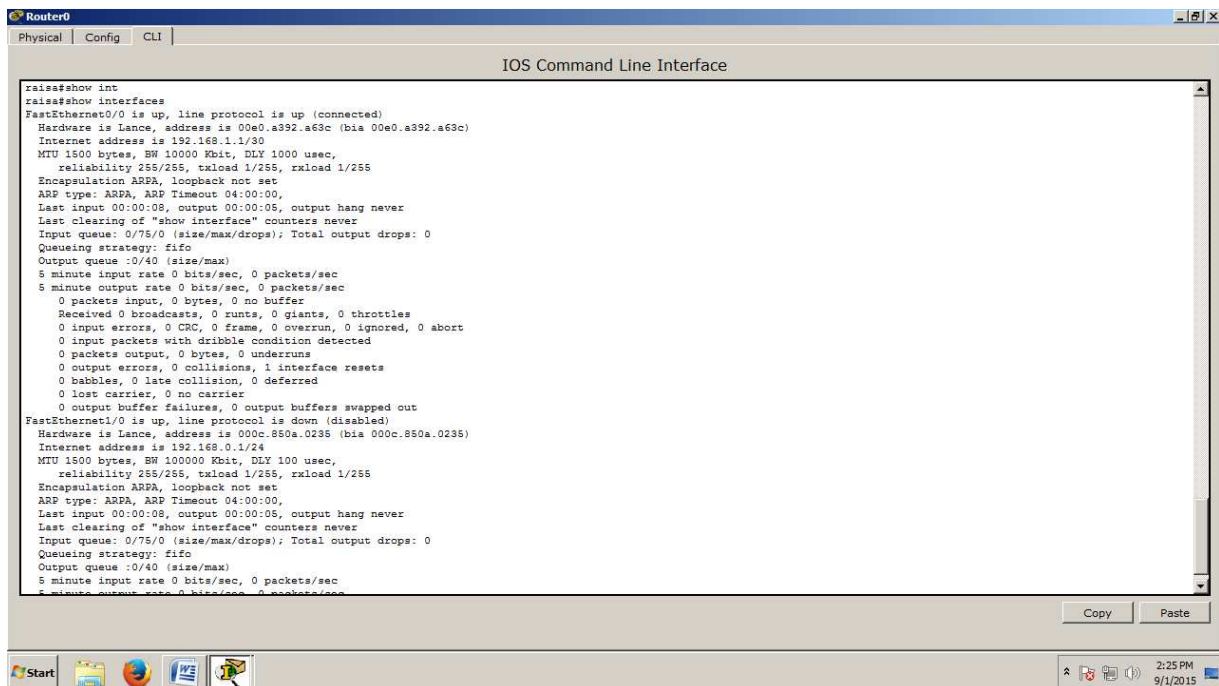 Router0
Physical Config CLI
IOS Command Line Interface
raisa#show int
raisa#show interfaces
FastEthernet0/0 is up, line protocol is up (connected)
Hardware is Lance, address is 00e0.a392.a63c (bia 00e0.a392.a63c)
Internet address is 192.168.1.1/30
MTU 1500 bytes, BW 10000 Kbit, DLY 1000 usec,
reliability 255/255, txload 1/255, rxload 1/255
Encapsulation ARPA, loopback not set
ARP type: ARPA, ARP Timeout 04:00:00,
Last input 00:00:08, output 00:00:05, output hang never
Last clearing of "show interface" counters never
Input queue: 0/75/0 (size/max/drops); Total output drops: 0
Queueing strategy: fifo
Output queue :0/40 (size/max)
5 minute input rate 0 bits/sec, 0 packets/sec
5 minute output rate 0 bits/sec, 0 packets/sec
0 packets input, 0 bytes, 0 no buffer
Received 0 broadcasts, 0 runts, 0 giants, 0 throttles
0 input errors, 0 CRC, 0 frame, 0 overrun, 0 ignored, 0 abort
0 input packets with dribble condition detected
0 packets output, 0 bytes, 0 underruns
0 output errors, 0 collisions, 1 interface resets
0 babbles, 0 late collision, 0 deferred
0 lost carrier, 0 no carrier
0 output buffer failures, 0 output buffers swapped out
FastEthernet1/0 is up, line protocol is down (disabled)
Hardware is Lance, address is 000c.850a.0235 (bia 000c.850a.0235)
Internet address is 192.168.0.1/24
MTU 1500 bytes, BW 100000 Kbit, DLY 100 usec,
reliability 255/255, txload 1/255, rxload 1/255
Encapsulation ARPA, loopback not set
ARP type: ARPA, ARP Timeout 04:00:00,
Last input 00:00:08, output 00:00:05, output hang never
Last clearing of "show interface" counters never
Input queue: 0/75/0 (size/max/drops); Total output drops: 0
Queueing strategy: fifo
Output queue :0/40 (size/max)
5 minute input rate 0 bits/sec, 0 packets/sec
5 minute output rate 0 bits/sec, 0 packets/sec
Copy Paste
Start
2:25 PM
9/1/2015